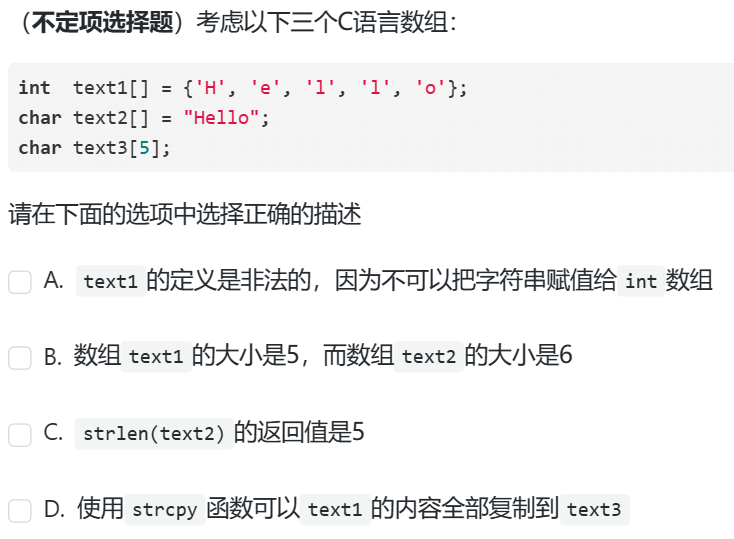 （不定项选择题）考虑以下三个C语言数组：
int  text1[] = {'H', 'e', 'l', 'l', 'o'};
char text2[] = "Hello";
char text3[5];
请在下面的选项中选择正确的描述
A. text1 的定义是非法的，因为不可以把字符串赋值给 int 数组
B. 数组 text1 的大小是5，而数组 text2 的大小是6
C. strlen(text2) 的返回值是5
D. 使用 strcpy 函数可以 text1 的内容全部复制到 text3